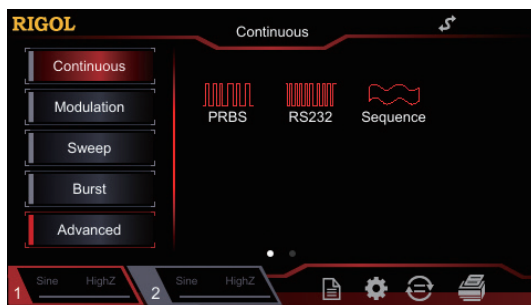 RIGOL
Continuous
Continuous
Modulation
Sweep
Burst
Advanced
PRBS
RS232
Sequence
1
Sine
HighZ
2
Sine
HighZ